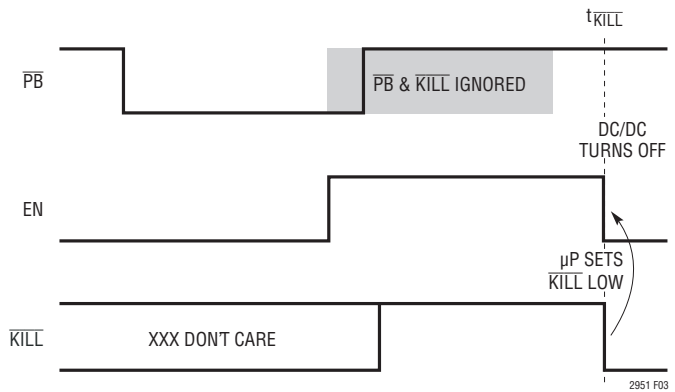 tKILL
PB
PB & KILL IGNORED
DC/DC
TURNS OFF
EN
µP SETS
KILL LOW
KILL
XXX DON'T CARE
2951 F03